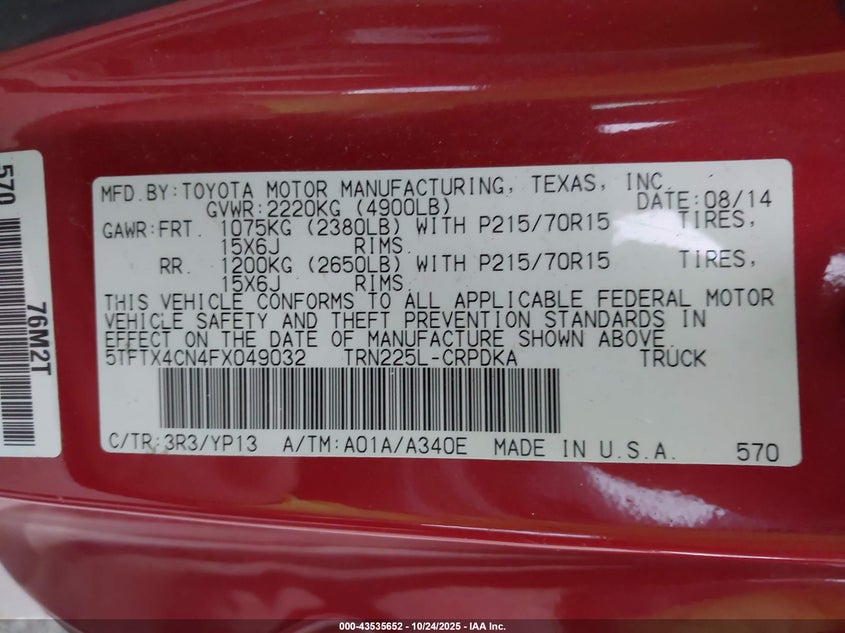 MFD.BY:TOYOTA MOTOR MANUFACTURING, TEXAS, INC.
GVWR:2220KG (4900LB) DATE:08/14
GAWR:FRT. 1075KG (2380LB) WITH P215/70R15 TIRES,
15X6J RIMS.
RR. 1200KG (2650LB) WITH P215/70R15 TIRES,
15X6J RIMS.
THIS VEHICLE CONFORMS TO ALL APPLICABLE FEDERAL MOTOR
VEHICLE SAFETY AND THEFT PREVENTION STANDARDS IN
EFFECT ON THE DATE OF MANUFACTURE SHOWN ABOVE.
5TFTX4CN4FX049032 TRN225L-CRPDKA TRUCK
C/TR:3R3/YP13 A/TM:A01A/A340E MADE IN U.S.A. 570
570
76M2T
000-43535652 - 10/24/2025 - IAA Inc.